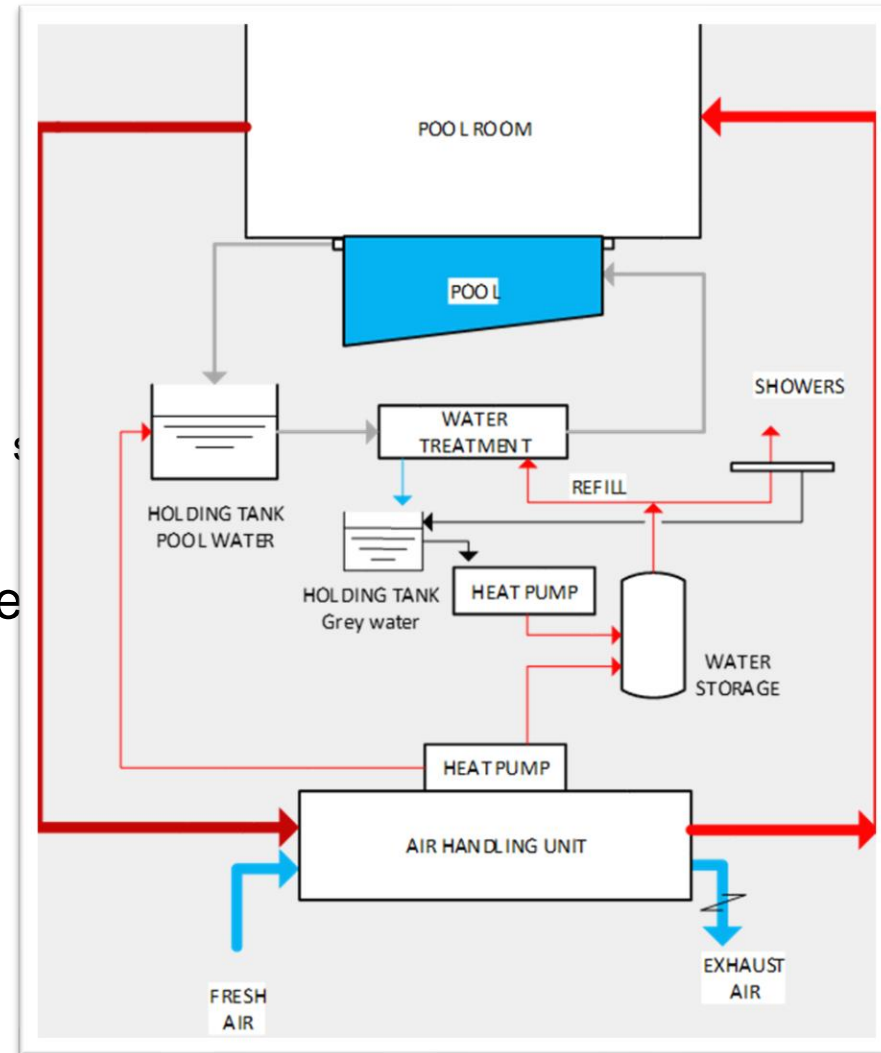 POOL ROOM
POOL
SHOWERS
WATER
TREATMENT
REFILL
HOLDING TANK
POOL WATER
HOLDING TANK
Grey water
HEAT PUMP
WATER
STORAGE
HEAT PUMP
AIR HANDLING UNIT
FRESH
AIR
EXHAUST
AIR